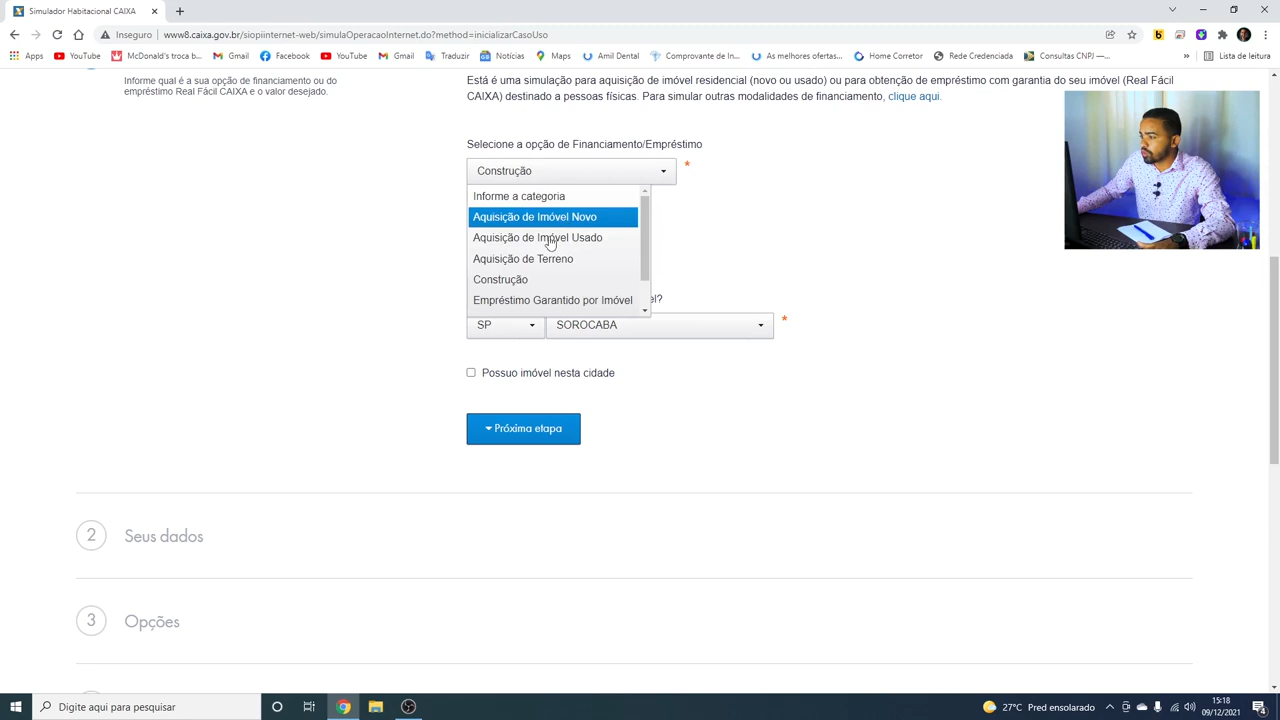 Simulador Habitacional CAIXA
Inseguro
www8.caixa.gov.br/siopiinternet-web/simulaOperacaoInternet.do?method=inicializarCasoUso
Apps
YouTube
McDonald's troca b...
Gmail
Facebook
YouTube
Gmail
Traduzir
Notícias
Maps
Amil Dental
Comprovante de In...
As melhores ofertas...
Home Corretor
Rede Credenciada
Consultas CNPJ —...
»
Lista de leitura
Informe qual é a sua opção de financiamento ou do
empréstimo Real Fácil CAIXA e o valor desejado.
Está é uma simulação para aquisição de imóvel residencial (novo ou usado) ou para obtenção de empréstimo com garantia do seu imóvel (Real Fácil
CAIXA) destinado a pessoas físicas. Para simular outras modalidades de financiamento, clique aqui.
Selecione a opção de Financiamento/Empréstimo
Construção
*
Informe a categoria
Aquisição de Imóvel Novo
Aquisição de Imóvel Usado
Aquisição de Terreno
Construção
Empréstimo Garantido por Imóvel
el?
SP
SOROCABA
*
Possuo imóvel nesta cidade
Próxima etapa
2
Seus dados
3
Opções
Digite aqui para pesquisar
27°C Pred ensolarado
15:18
09/12/2021
4